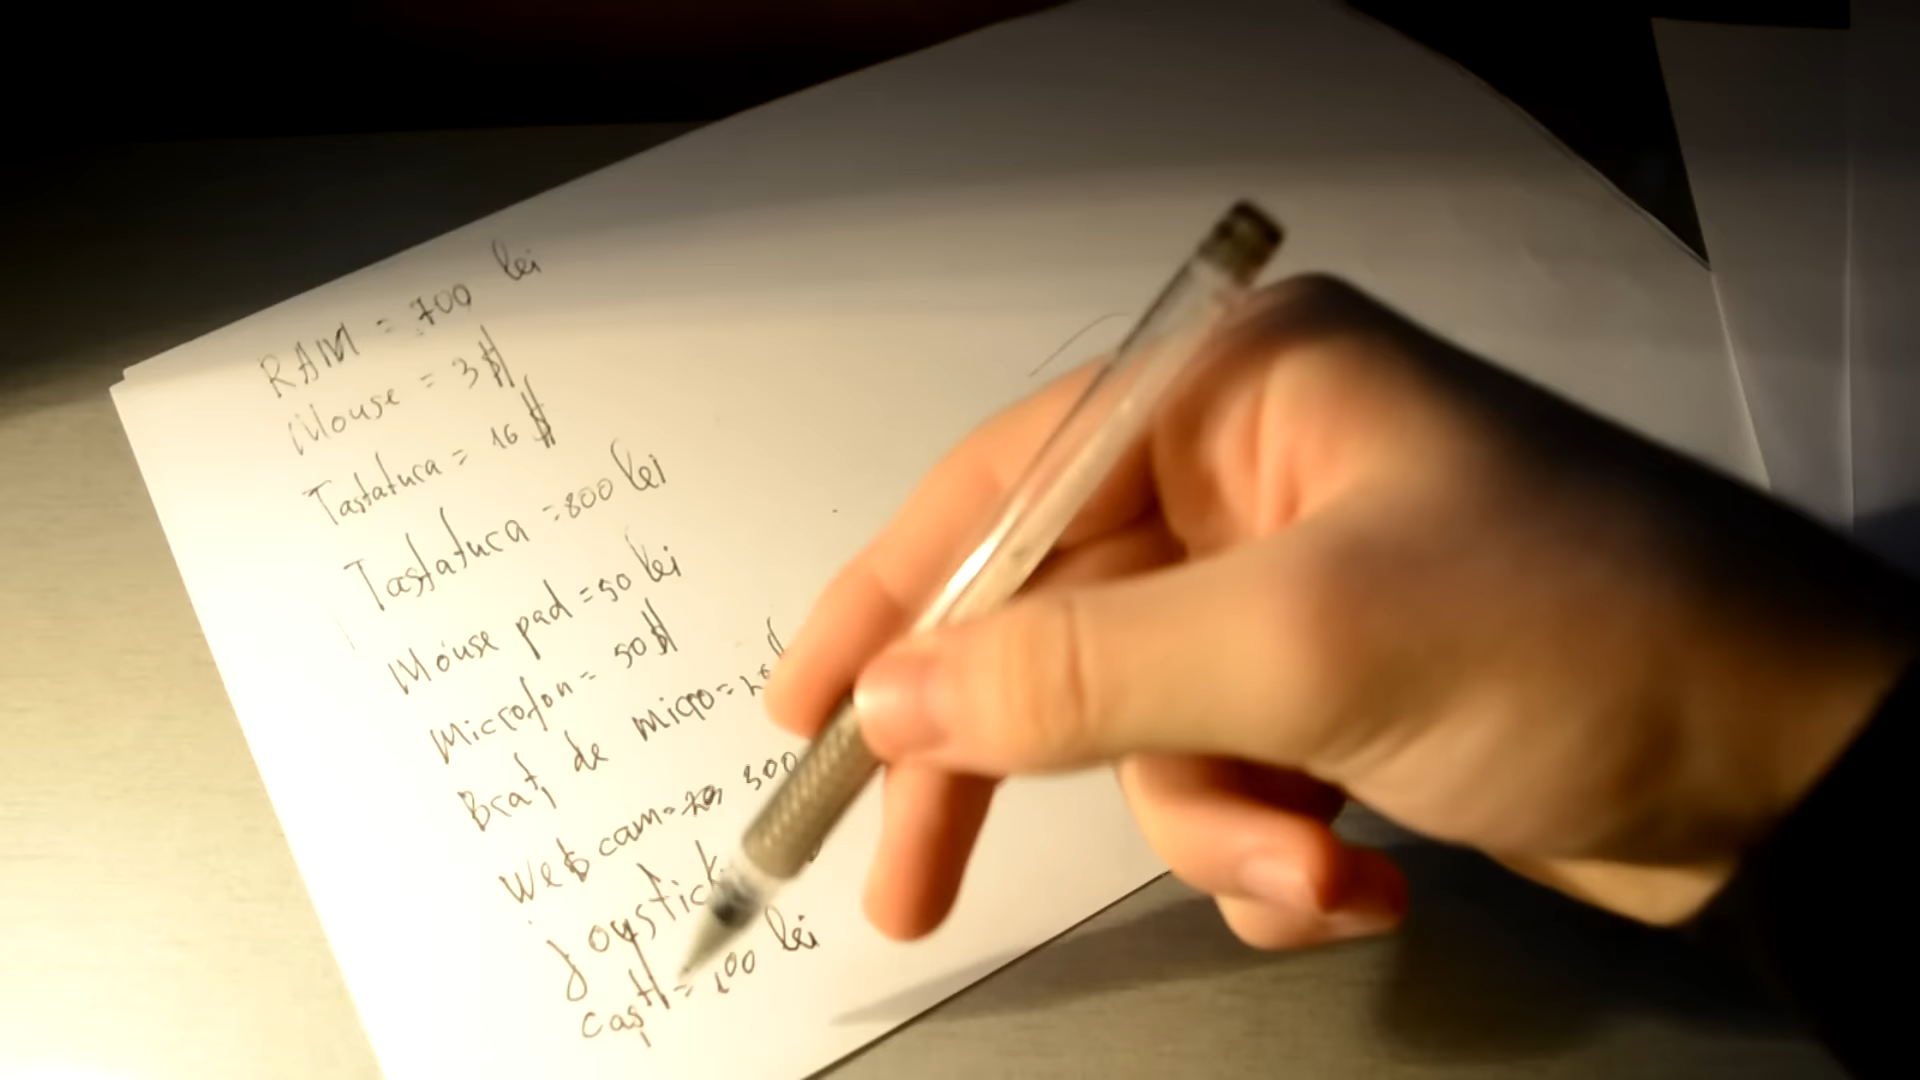 RAM = 700 lei
Mouse = 3$
Tastatura = 16 $
Tastatura = 800 lei
Mouse pad = 50 lei
Microfon = 50$
Braț de micro =
Web cam = 300
joystick
Caști = 100 lei